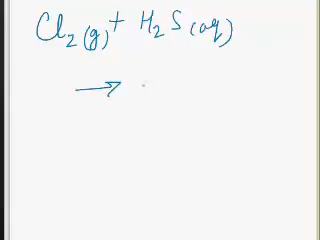 Cl₂(g) + H₂S(aq)
→